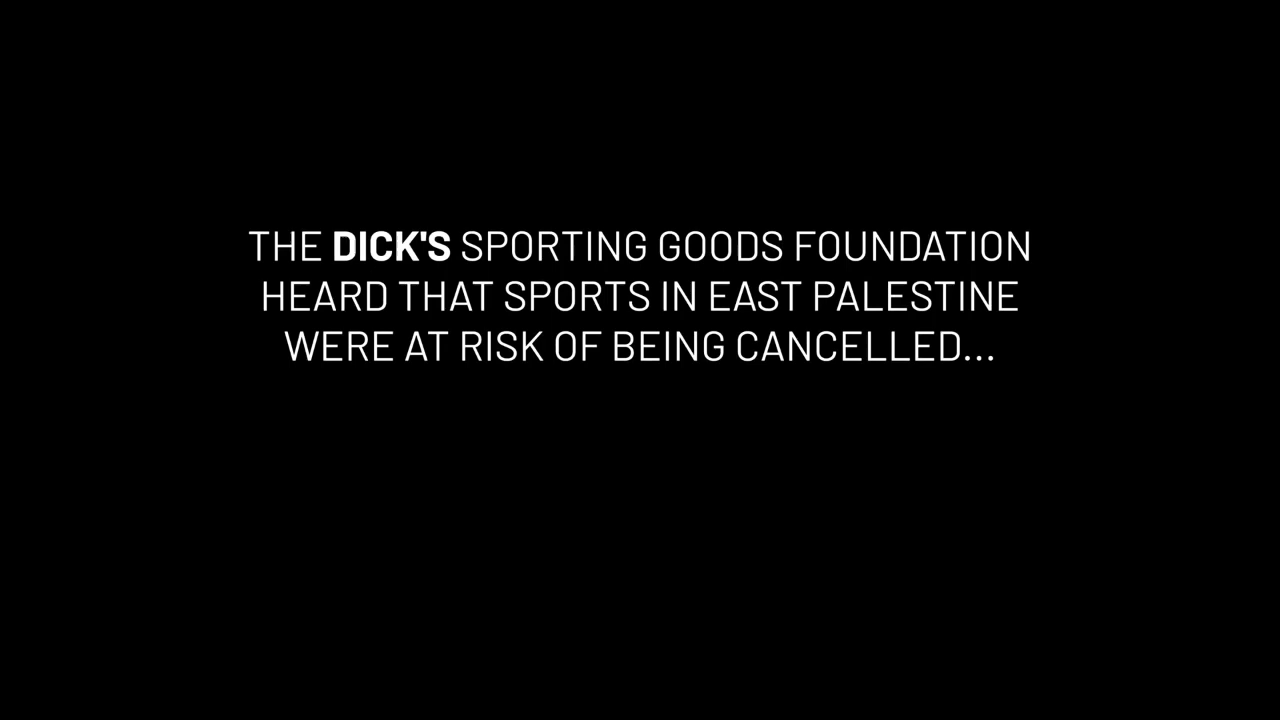 THE DICK'S SPORTING GOODS FOUNDATION
HEARD THAT SPORTS IN EAST PALESTINE
WERE AT RISK OF BEING CANCELLED...